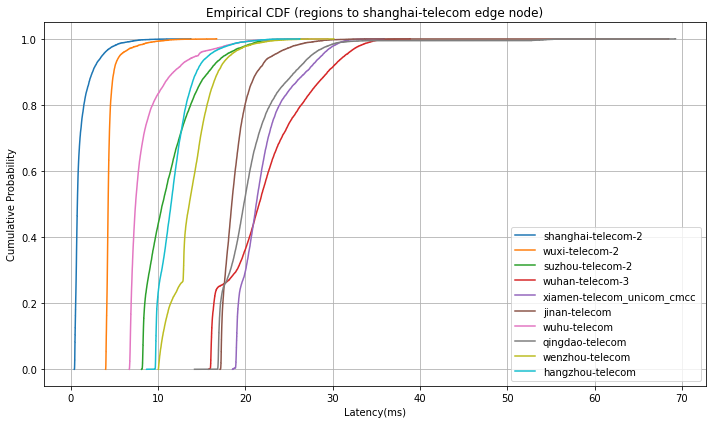 Empirical CDF (regions to shanghai-telecom edge node)
Cumulative Probability
1.0
0.8
0.6
0.4
0.2
0.0
shanghai-telecom-2
wuxi-telecom-2
suzhou-telecom-2
wuhan-telecom-3
xiamen-telecom_unicom_cmcc
jinan-telecom
wuhu-telecom
qingdao-telecom
wenzhou-telecom
hangzhou-telecom
0 10 20 30 40 50 60 70
Latency(ms)